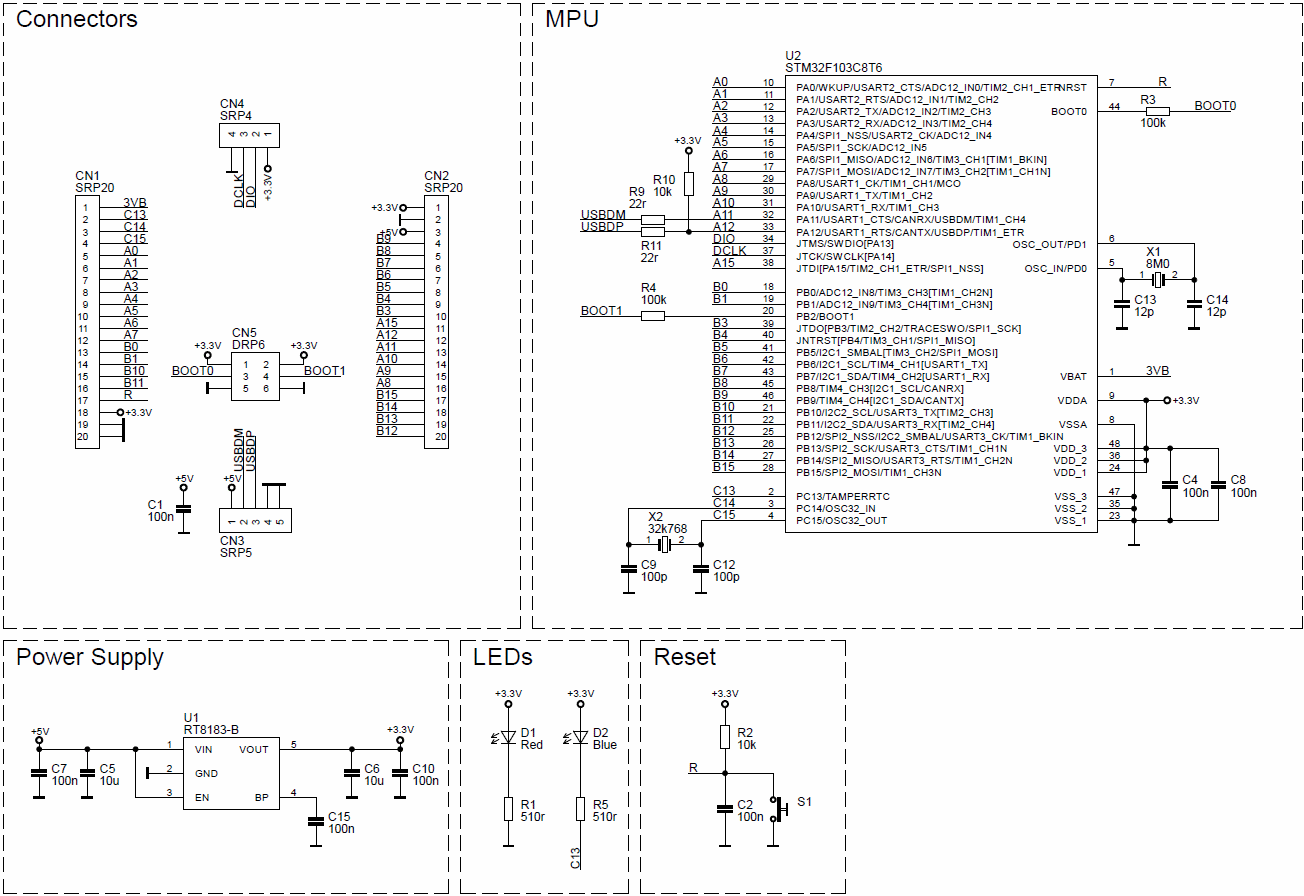 Connectors
CN4
SRP4
4 3 2 1
DCLK
DIO
+3.3V
CN1
SRP20
1 3VB
2 C13
3 C14
4 C15
5 A0
6 A1
7 A2
8 A3
9 A4
10 A5
11 A6
12 A7
13 B0
14 B1
15 B10
16 B11
17 R
18 +3.3V
19
20
CN2
SRP20
+3.3V 1
2
+5V 3
B9 4
B8 5
B7 6
B6 7
B5 8
B4 9
B3 10
A15 11
A12 12
A11 13
A10 14
A9 15
A8 16
B15 17
B14 18
B13 19
B12 20
CN5
DRP6
+3.3V +3.3V
1 2
BOOT0 3 4 BOOT1
5 6
USBDM
USBDP
+5V +5V
C1
100n
1 2 3 4 5
CN3
SRP5
MPU
U2
STM32F103C8T6
A0 10 PA0/WKUP/USART2_CTS/ADC12_IN0/TIM2_CH1_ETR
A1 11 PA1/USART2_RTS/ADC12_IN1/TIM2_CH2
A2 12 PA2/USART2_TX/ADC12_IN2/TIM2_CH3
A3 13 PA3/USART2_RX/ADC12_IN3/TIM2_CH4
A4 14 PA4/SPI1_NSS/USART2_CK/ADC12_IN4
A5 15 PA5/SPI1_SCK/ADC12_IN5
A6 16 PA6/SPI1_MISO/ADC12_IN6/TIM3_CH1[TIM1_BKIN]
A7 17 PA7/SPI1_MOSI/ADC12_IN7/TIM3_CH2[TIM1_CH1N]
A8 29 PA8/USART1_CK/TIM1_CH1/MCO
A9 30 PA9/USART1_TX/TIM1_CH2
A10 31 PA10/USART1_RX/TIM1_CH3
A11 32 PA11/USART1_CTS/CANRX/USBDM/TIM1_CH4
A12 33 PA12/USART1_RTS/CANTX/USBDP/TIM1_ETR
DIO 34 JTMS/SWDIO[PA13]
DCLK 37 JTCK/SWCLK[PA14]
A15 38 JTDI[PA15/TIM2_CH1_ETR/SPI1_NSS]
B0 18 PB0/ADC12_IN8/TIM3_CH3[TIM1_CH2N]
B1 19 PB1/ADC12_IN9/TIM3_CH4[TIM1_CH3N]
20 PB2/BOOT1
B3 39 JTDO[PB3/TIM2_CH2/TRACESWO/SPI1_SCK]
B4 40 JNTRST[PB4/TIM3_CH1/SPI1_MISO]
B5 41 PB5/I2C1_SMBAL[TIM3_CH2/SPI1_MOSI]
B6 42 PB6/I2C1_SCL/TIM4_CH1[USART1_TX]
B7 43 PB7/I2C1_SDA/TIM4_CH2[USART1_RX]
B8 45 PB8/TIM4_CH3[I2C1_SCL/CANRX]
B9 46 PB9/TIM4_CH4[I2C1_SDA/CANTX]
B10 21 PB10/I2C2_SCL/USART3_TX[TIM2_CH3]
B11 22 PB11/I2C2_SDA/USART3_RX[TIM2_CH4]
B12 25 PB12/SPI2_NSS/I2C2_SMBAL/USART3_CK/TIM1_BKIN
B13 26 PB13/SPI2_SCK/USART3_CTS/TIM1_CH1N
B14 27 PB14/SPI2_MISO/USART3_RTS/TIM1_CH2N
B15 28 PB15/SPI2_MOSI/TIM1_CH3N
C13 2 PC13/TAMPERRTC
C14 3 PC14/OSC32_IN
C15 4 PC15/OSC32_OUT
NRST 7 R
BOOT0 44 R3 BOOT0
100k
OSC_OUT/PD1 6
OSC_IN/PD0 5
X1
8M0
1 2
C13
12p
C14
12p
VBAT 1 3VB
VDDA 9 +3.3V
VSSA 8
VDD_3 48
VDD_2 36
VDD_1 24
VSS_3 47
VSS_2 35
VSS_1 23
C4
100n
C8
100n
+3.3V
R10
10k
R9
22r
USBDM
USBDP
R11
22r
R4
100k
BOOT1
X2
32k768
1 2
C9
100p
C12
100p
Power Supply
U1
RT8183-B
+5V
C7
100n
C5
10u
1 VIN VOUT 5
2 GND
3 EN BP 4
+3.3V
C6
10u
C10
100n
C15
100n
LEDs
+3.3V +3.3V
D1
Red
D2
Blue
R1
510r
R5
510r
C13
Reset
+3.3V
R2
10k
R
C2
100n
S1